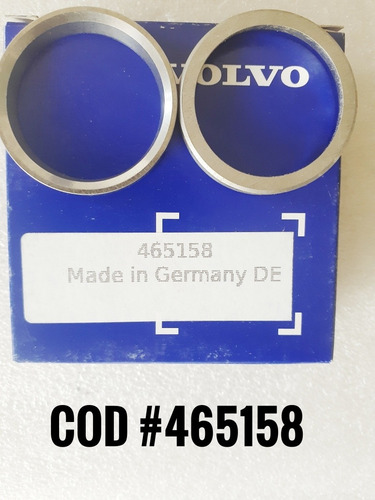 VOLVO
465158
Made in Germany DE
COD #465158